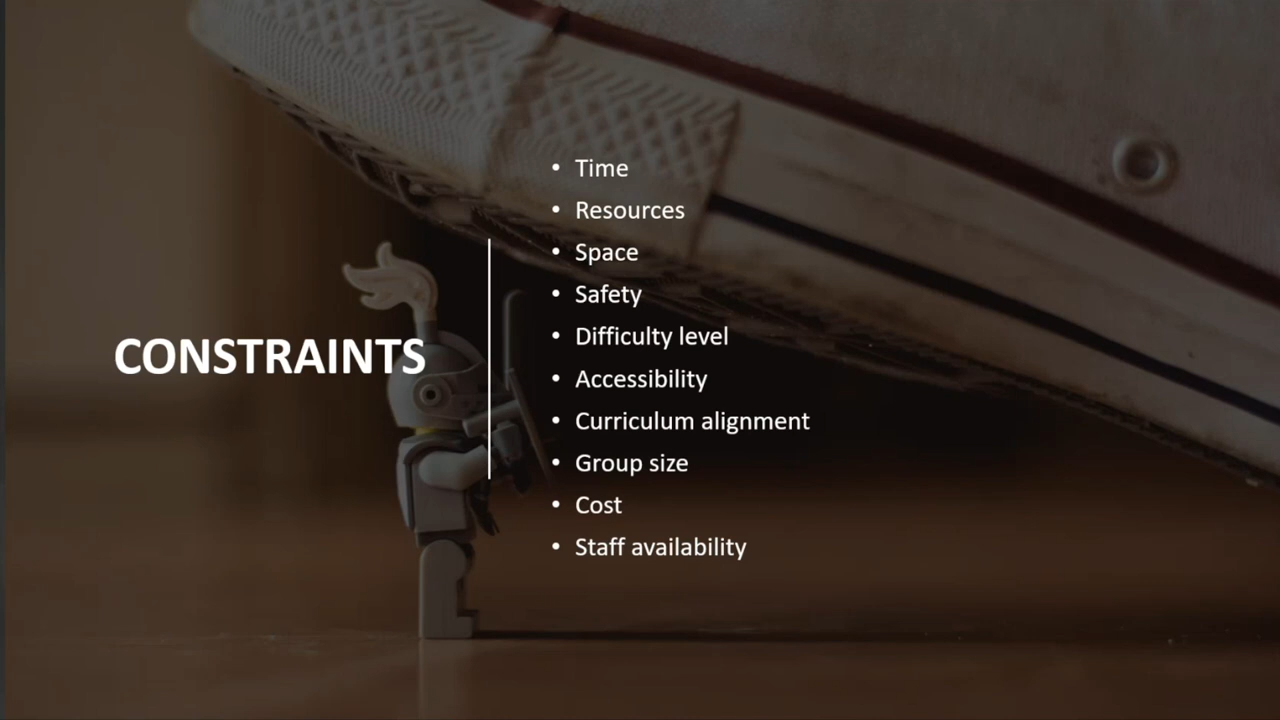 CONSTRAINTS
• Time
• Resources
• Space
• Safety
• Difficulty level
• Accessibility
• Curriculum alignment
• Group size
• Cost
• Staff availability